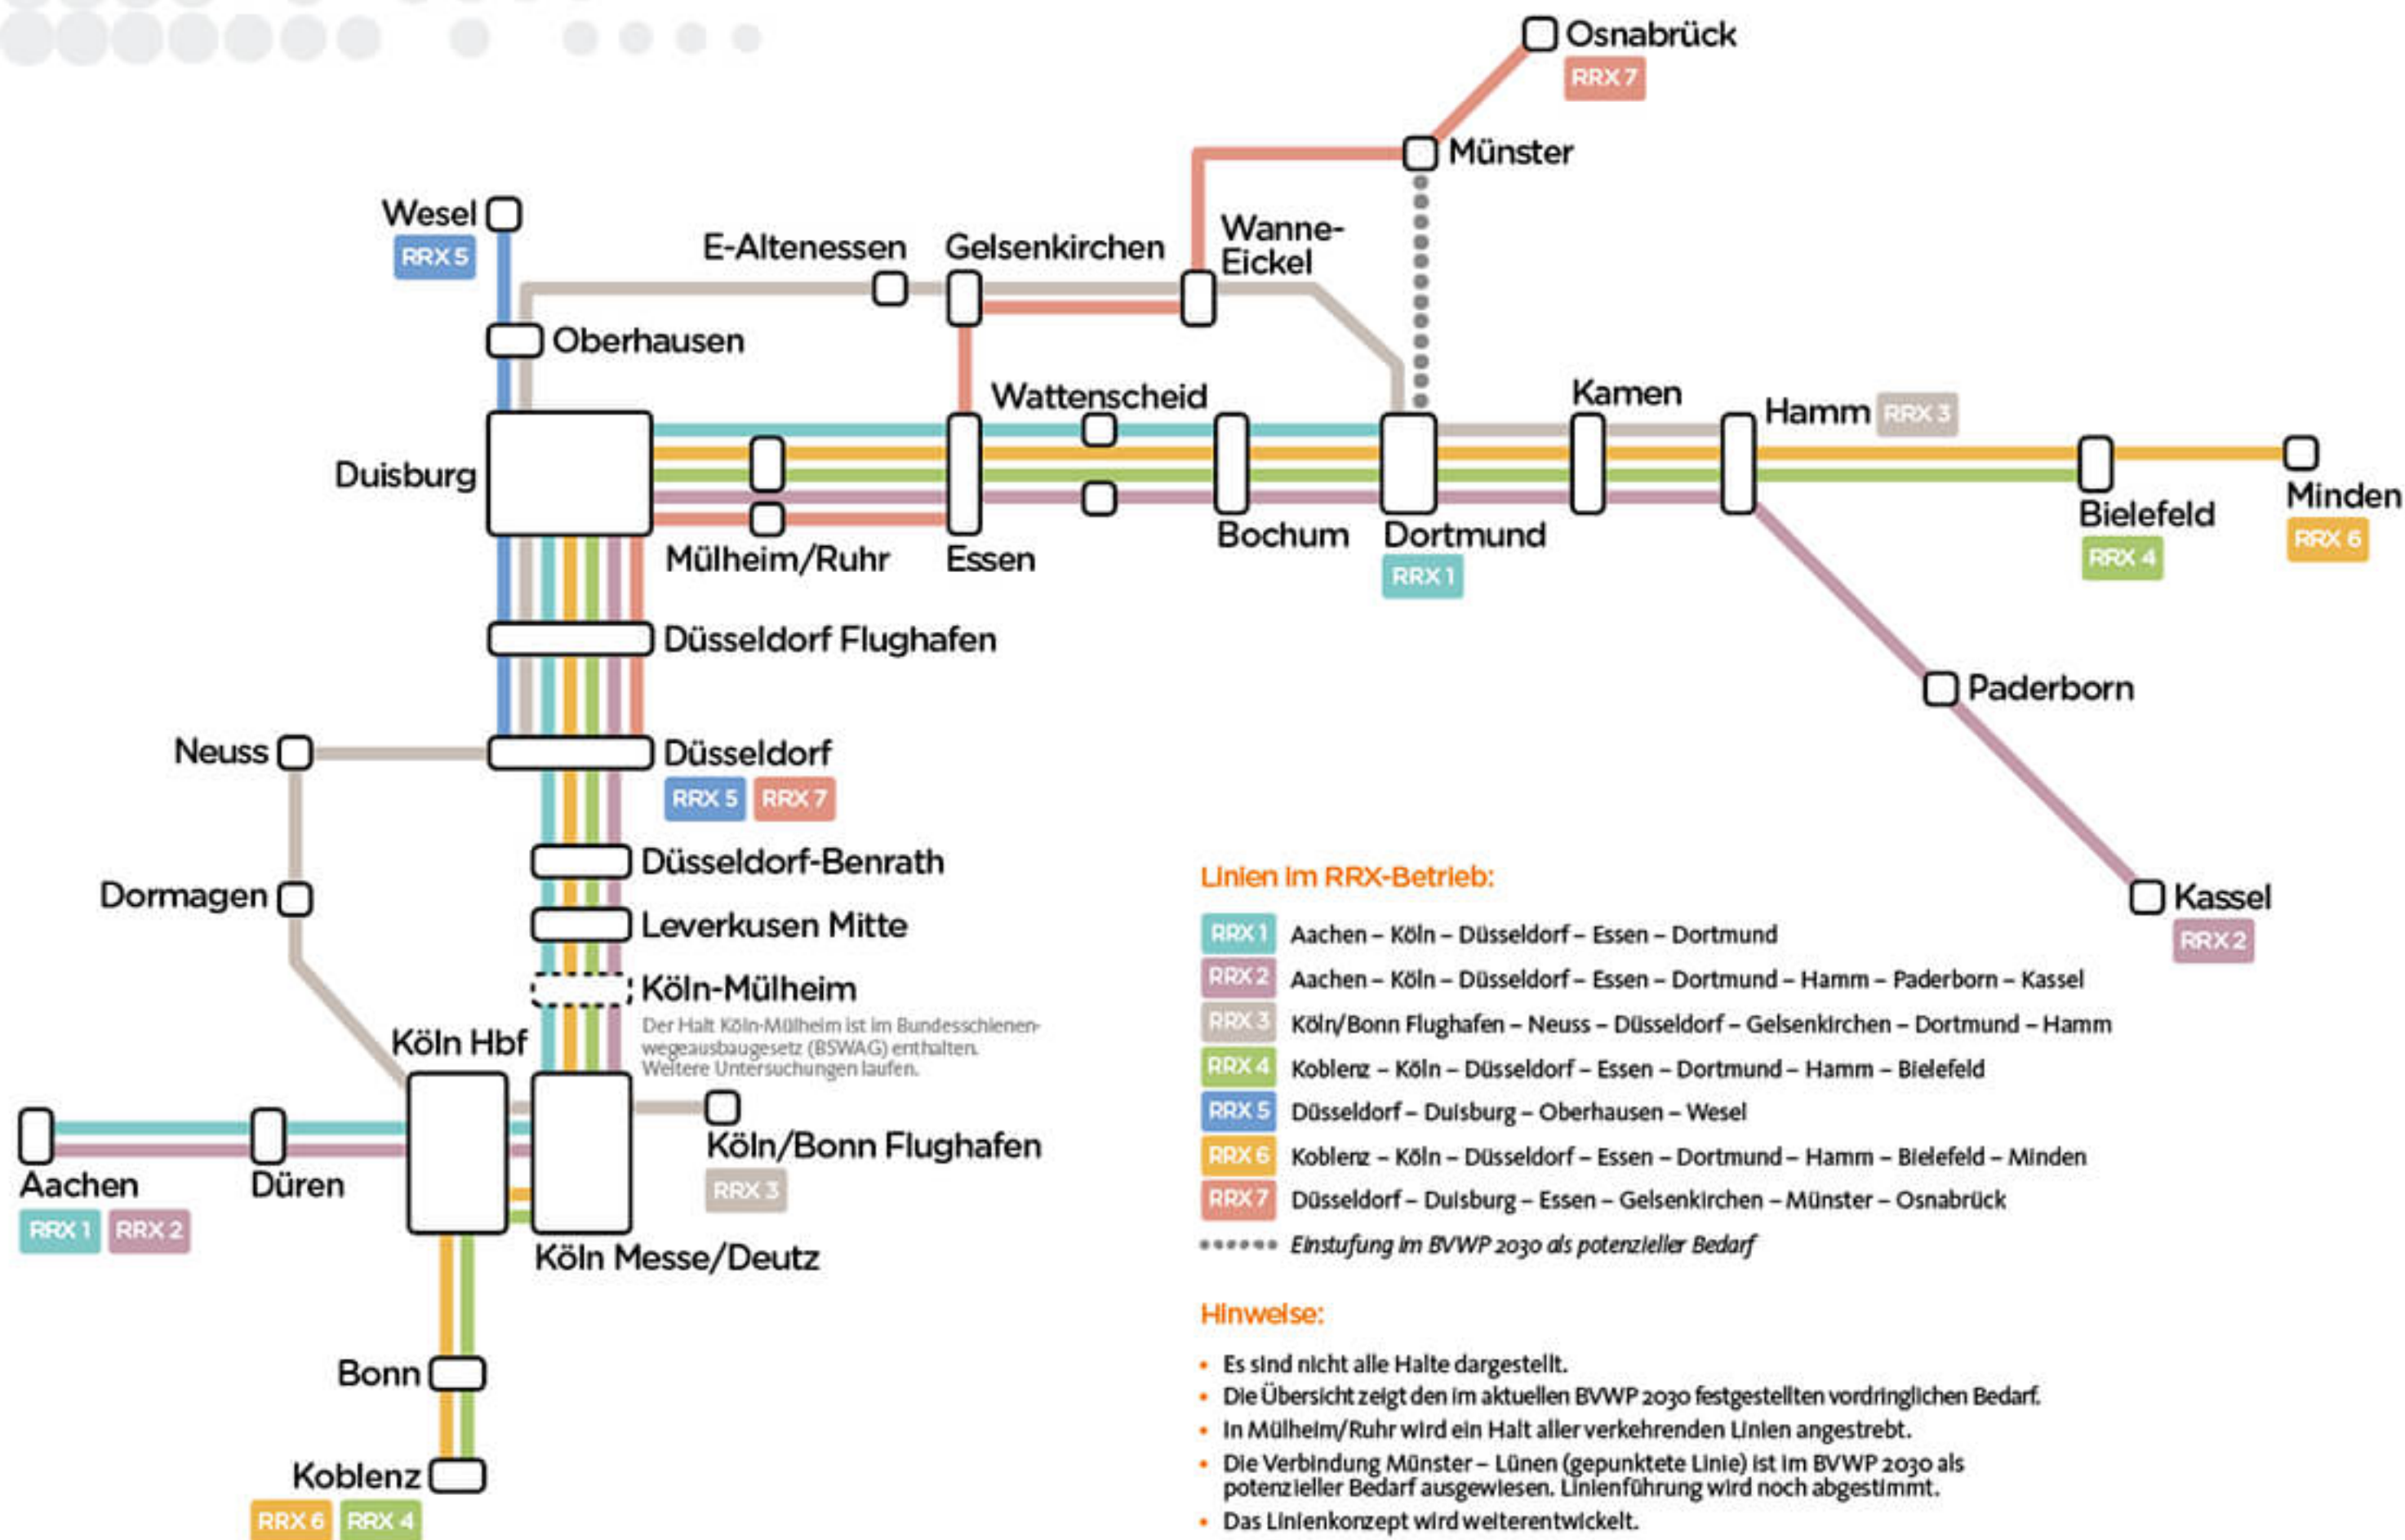 Osnabrück
RRX 7
Münster
Wesel
RRX 5
E-Altenessen
Gelsenkirchen
Wanne-
Eickel
Oberhausen
Wattenscheid
Kamen
Hamm RRX 3
Duisburg
Mülheim/Ruhr
Essen
Bochum
Dortmund
RRX 1
Bielefeld
RRX 4
Minden
RRX 6
Düsseldorf Flughafen
Paderborn
Neuss
Düsseldorf
RRX 5 RRX 7
Düsseldorf-Benrath
Dormagen
Leverkusen Mitte
Kassel
RRX 2
Köln-Mülheim
Der Halt Köln-Mülheim ist im Bundesschienen-
wegeausbaugesetz (BSWAG) enthalten.
Weitere Untersuchungen laufen.
Köln Hbf
Köln/Bonn Flughafen
RRX 3
Aachen
RRX 1 RRX 2
Düren
Köln Messe/Deutz
Bonn
Koblenz
RRX 6 RRX 4
Linien im RRX-Betrieb:
RRX 1 Aachen – Köln – Düsseldorf – Essen – Dortmund
RRX 2 Aachen – Köln – Düsseldorf – Essen – Dortmund – Hamm – Paderborn – Kassel
RRX 3 Köln/Bonn Flughafen – Neuss – Düsseldorf – Gelsenkirchen – Dortmund – Hamm
RRX 4 Koblenz – Köln – Düsseldorf – Essen – Dortmund – Hamm – Bielefeld
RRX 5 Düsseldorf – Duisburg – Oberhausen – Wesel
RRX 6 Koblenz – Köln – Düsseldorf – Essen – Dortmund – Hamm – Bielefeld – Minden
RRX 7 Düsseldorf – Duisburg – Essen – Gelsenkirchen – Münster – Osnabrück
Einstufung im BVWP 2030 als potenzieller Bedarf
Hinweise:
• Es sind nicht alle Halte dargestellt.
• Die Übersicht zeigt den im aktuellen BVWP 2030 festgestellten vordringlichen Bedarf.
• In Mülheim/Ruhr wird ein Halt aller verkehrenden Linien angestrebt.
• Die Verbindung Münster – Lünen (gepunktete Linie) ist im BVWP 2030 als
potenzieller Bedarf ausgewiesen. Linienführung wird noch abgestimmt.
• Das Linienkonzept wird weiterentwickelt.